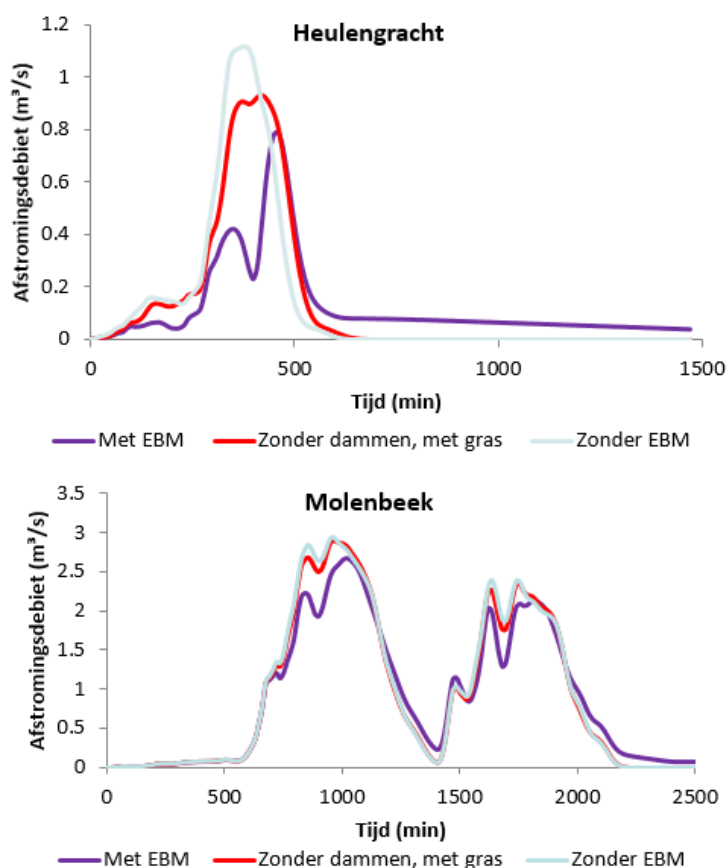 Heulengracht
Afstromingsdebiet (m³/s)
1.2
1
0.8
0.6
0.4
0.2
0
0 500 1000 1500
Tijd (min)
Met EBM Zonder dammen, met gras Zonder EBM
Molenbeek
Afstromingsdebiet (m³/s)
3.5
3
2.5
2
1.5
1
0.5
0
0 500 1000 1500 2000 2500
Tijd (min)
Met EBM Zonder dammen, met gras Zonder EBM